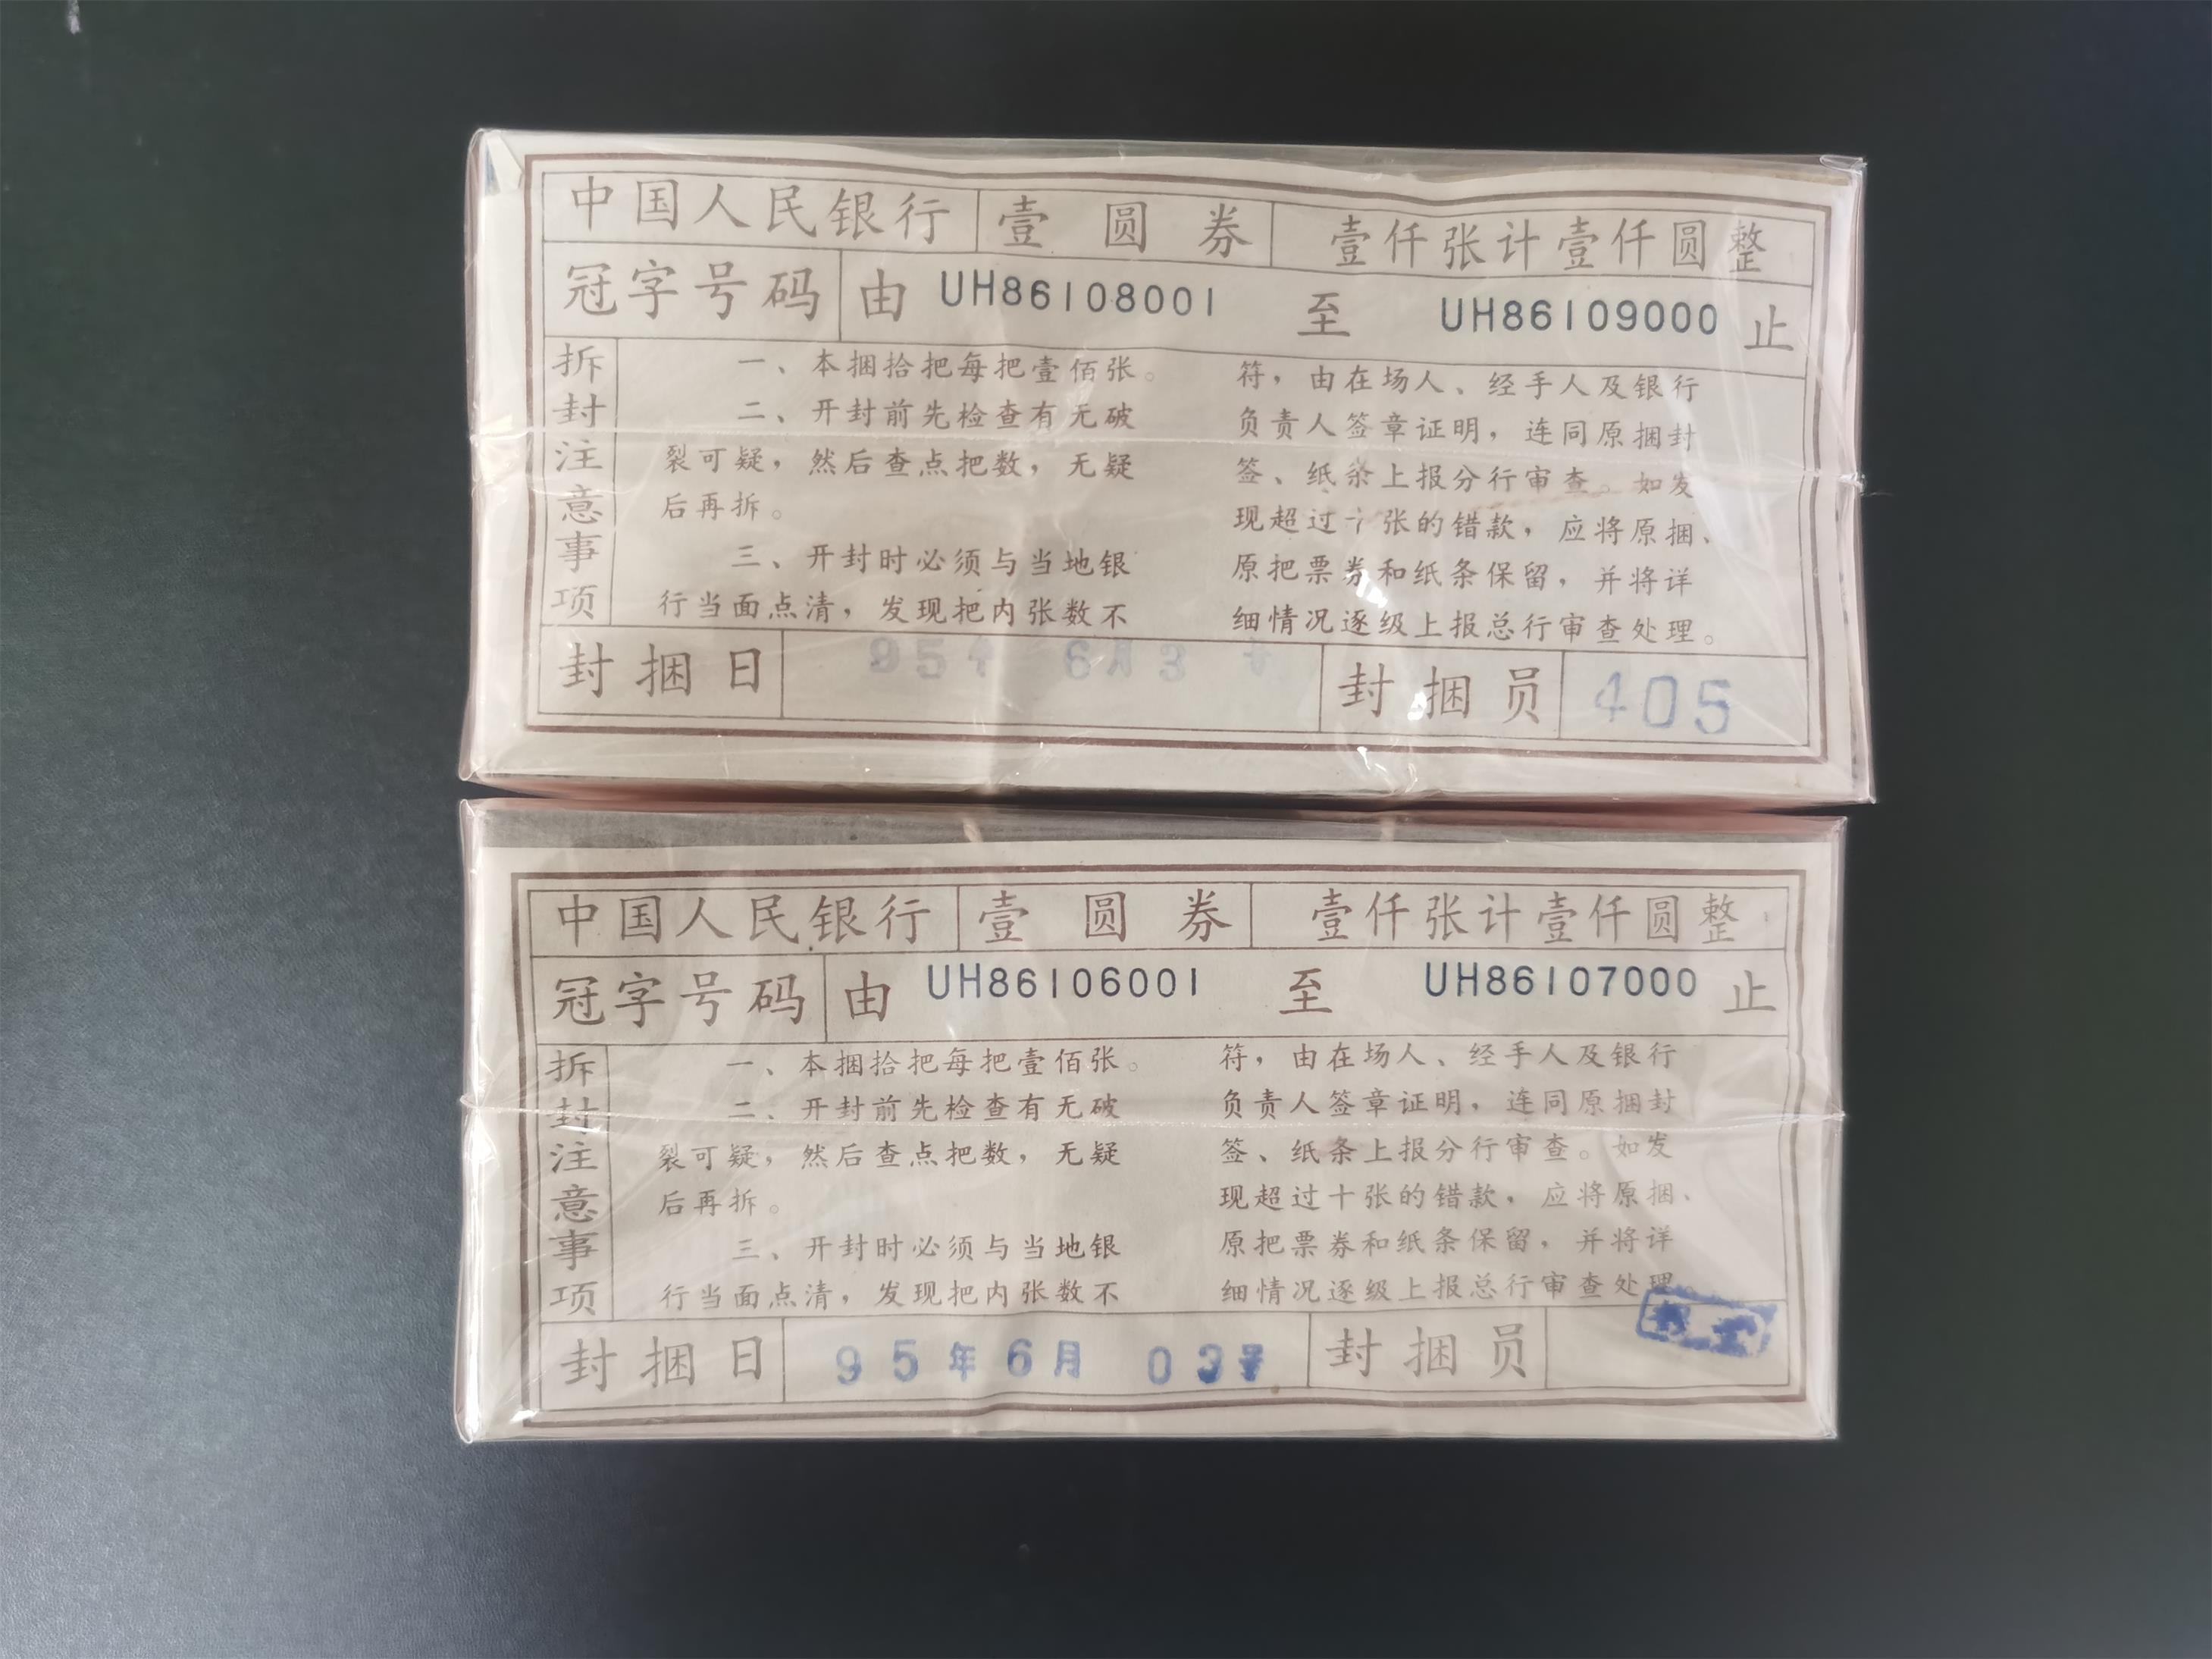 中国人民银行 壹圆券 壹仟张计壹仟圆整
冠字号码 由 UH86108001 至 UH86109000 止
拆封注意事项
一、本捆拾把每把壹佰张。
二、开封前先检查有无破
裂可疑，然后查点把数，无疑
后再拆。
三、开封时必须与当地银
行当面点清，发现把内张数不
符，由在场人、经手人及银行
负责人签章证明，连同原捆封
签、纸条上报分行审查。如发
现超过十张的错款，应将原捆、
原把票券和纸条保留，并将详
细情况逐级上报总行审查处理。
封捆日 95年 6月3 封捆员 405
中国人民银行 壹圆券 壹仟张计壹仟圆整
冠字号码 由 UH86106001 至 UH86107000 止
拆封注意事项
一、本捆拾把每把壹佰张。
二、开封前先检查有无破
裂可疑，然后查点把数，无疑
后再拆。
三、开封时必须与当地银
行当面点清，发现把内张数不
符，由在场人、经手人及银行
负责人签章证明，连同原捆封
签、纸条上报分行审查。如发
现超过十张的错款，应将原捆、
原把票券和纸条保留，并将详
细情况逐级上报总行审查处理
封捆日 95年6月 03号 封捆员